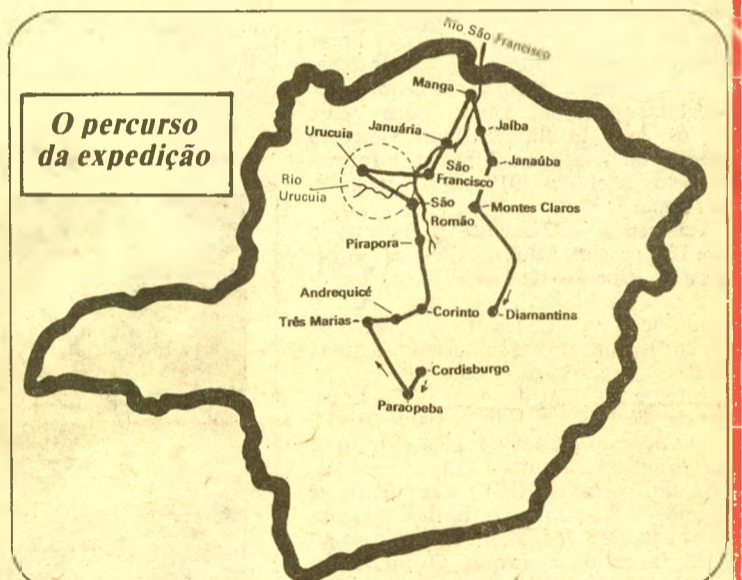 Rio São Francisco
O percurso
da expedição
Manga
Jaíba
Januária
Urucuia
Janaúba
São
Francisco
Rio
Urucuia
São
Romão
Montes Claros
Pirapora
Andrequicé
Três Marias
Corinto
Diamantina
Cordisburgo
Paraopeba